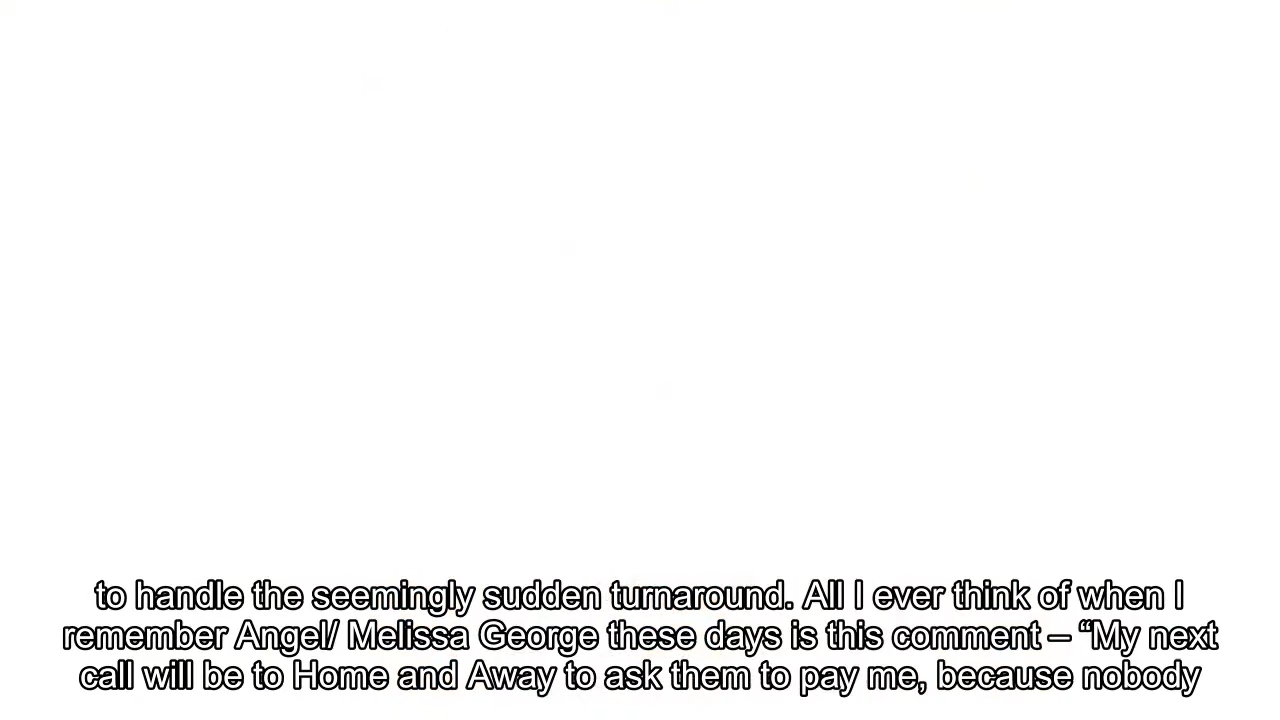 to handle the seemingly sudden turnaround. All I ever think of when I
remember Angel/ Melissa George these days is this comment – “My next
call will be to Home and Away to ask them to pay me, because nobody